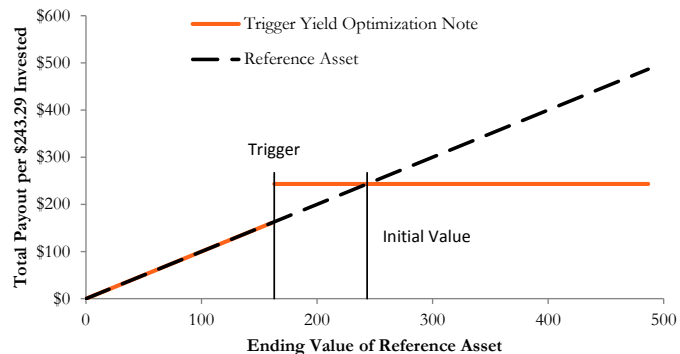 $600
Trigger Yield Optimization Note
$500
Reference Asset
$400
$300
Trigger
$200
Initial Value
$100
$0
0 100 200 300 400 500
Total Payout per $243.29 Invested
Ending Value of Reference Asset